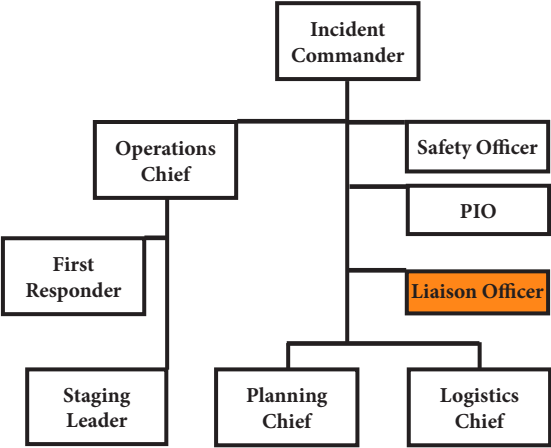 Incident
Commander
Operations
Chief
Safety Officer
PIO
First
Responder
Liaison Officer
Staging
Leader
Planning
Chief
Logistics
Chief